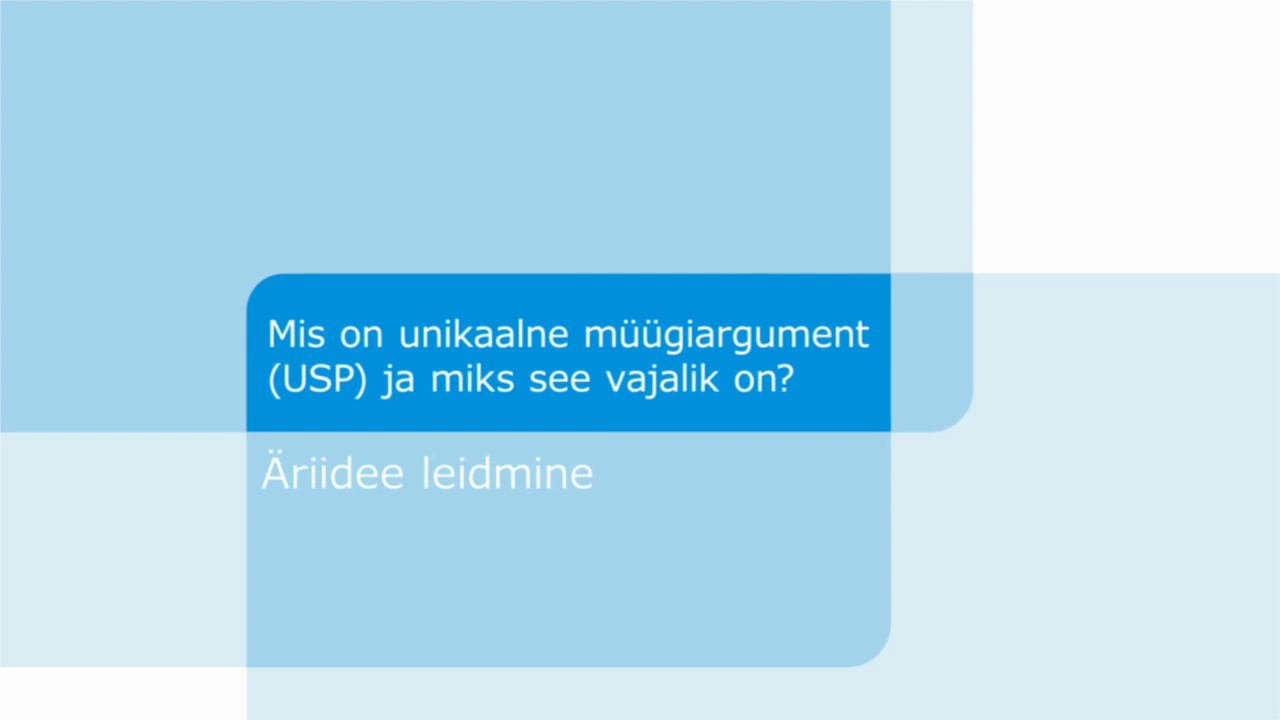 Mis on unikaalne müügiargument
(USP) ja miks see vajalik on?
Äriidee leidmine